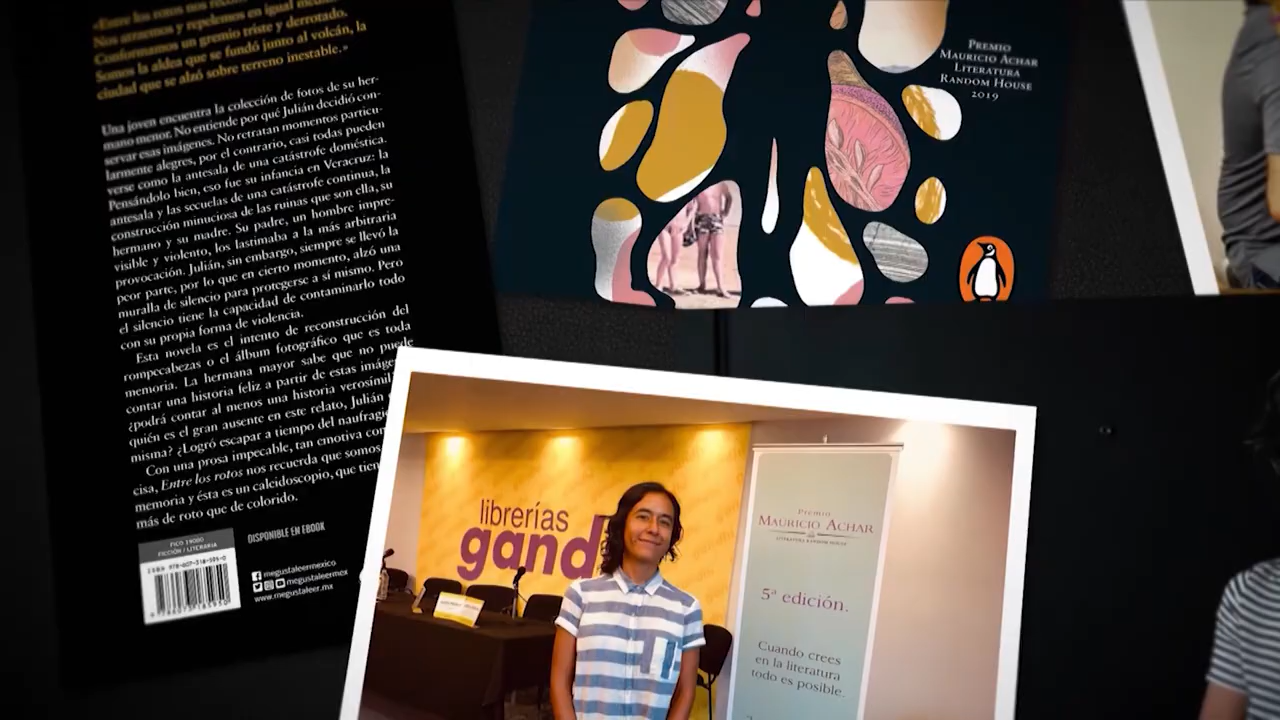 «Entre los rotos nos recono
Nos atraemos y repelemos en igual medi
Conformamos un gremio triste y derrotado.
Somos la aldea que se fundó junto al volcán, la
ciudad que se alzó sobre terreno inestable.»
Una joven encuentra la colección de fotos de su her-
mano menor. No entiende por qué Julián decidió con-
servar esas imágenes. No retratan momentos particu-
larmente alegres, por el contrario, casi todas pueden
verse como la antesala de una catástrofe doméstica.
Pensándolo bien, eso fue su infancia en Veracruz: la
antesala y las secuelas de una catástrofe continua, la
construcción minuciosa de las ruinas que son ella, su
hermano y su madre. Su padre, un hombre impre-
visible y violento, los lastimaba a la más arbitraria
provocación. Julián, sin embargo, siempre se llevó la
peor parte, por lo que en cierto momento, alzó una
muralla de silencio para protegerse a sí mismo. Pero
el silencio tiene la capacidad de contaminarlo todo
con su propia forma de violencia.
Esta novela es el intento de reconstrucción del
rompecabezas o el álbum fotográfico que es toda
memoria. La hermana mayor sabe que no puede
contar una historia feliz a partir de estas imáge
¿podrá contar al menos una historia verosímil
quién es el gran ausente en este relato, Julián
misma? ¿Logró escapar a tiempo del naufragi
Con una prosa impecable, tan emotiva con
cisa, Entre los rotos nos recuerda que somos
memoria y ésta es un caleidoscopio, que tien
más de roto que de colorido.
FICCIÓN / LITERARIA
DISPONIBLE EN EBOOK
megustaleermexico
megustaleermex
www.megustaleer.mx
Premio
Mauricio Achar
Literatura
Random House
2019
librerías
gand
Premio
Mauricio Achar
Literatura Random House
5ª edición.
Cuando crees
en la literatura
todo es posible.